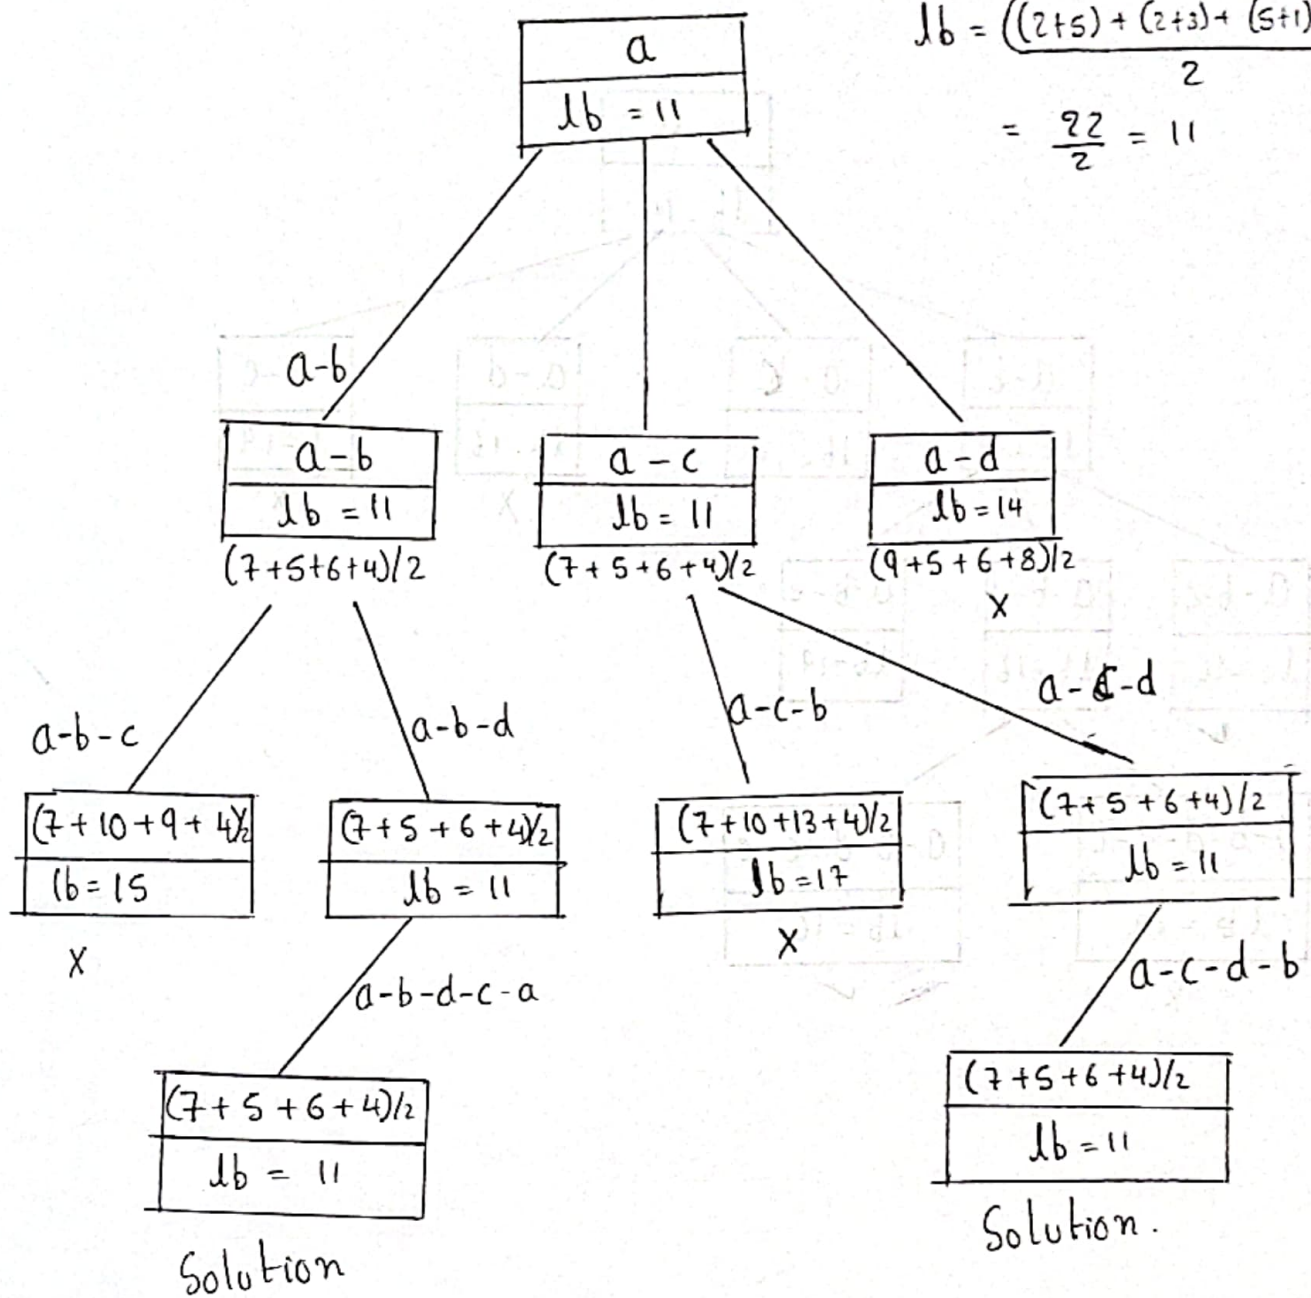 a
lb = 11
lb = ((2+5) + (2+3) + (5+1)
2
= 22/2 = 11
a-b
a - b
lb = 11
(7+5+6+4)/2
a - c
lb = 11
(7+5+6+4)/2
a-d
lb = 14
(9+5+6+8)/2
X
a-b-c
a-b-d
a-c-b
a-c-d
(7+10+9+4)/2
lb = 15
X
(7+5+6+4)/2
lb = 11
(7+10+13+4)/2
lb = 17
X
(7+5+6+4)/2
lb = 11
a-b-d-c-a
a-c-d-b
(7+5+6+4)/2
lb = 11
Solution
(7+5+6+4)/2
lb = 11
Solution.